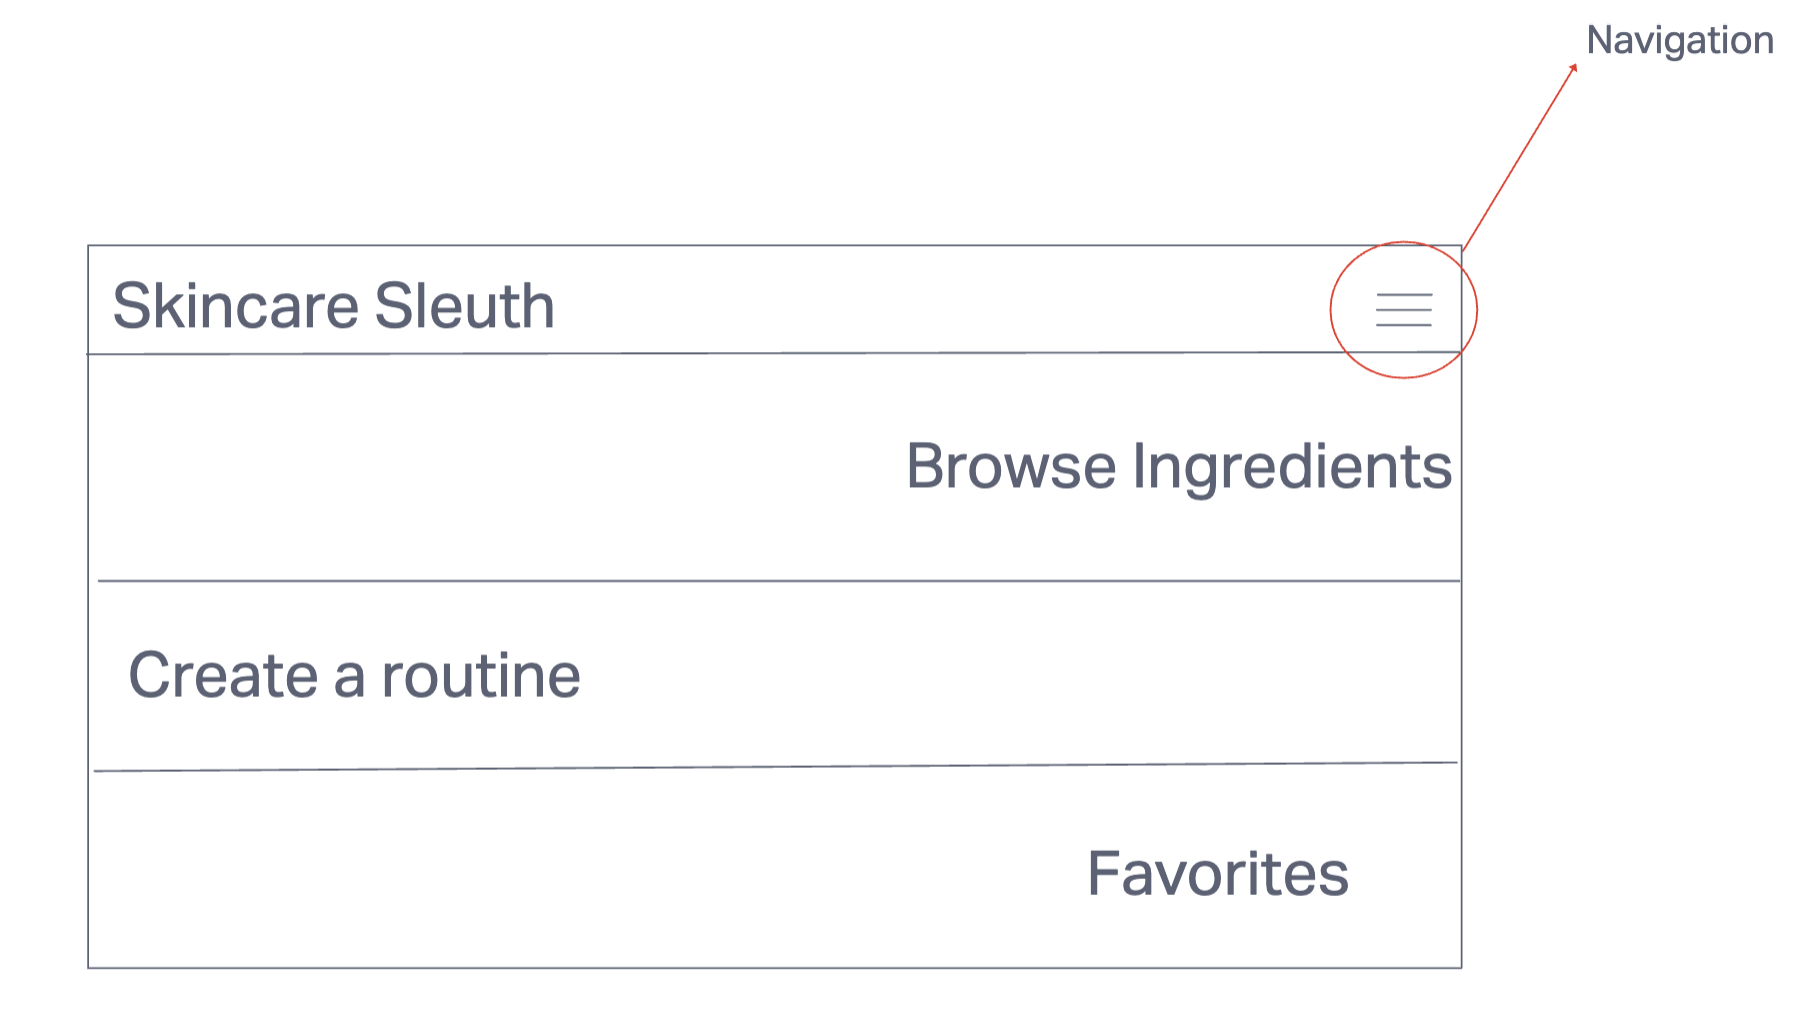 Navigation
Skincare Sleuth
Browse Ingredients
Create a routine
Favorites